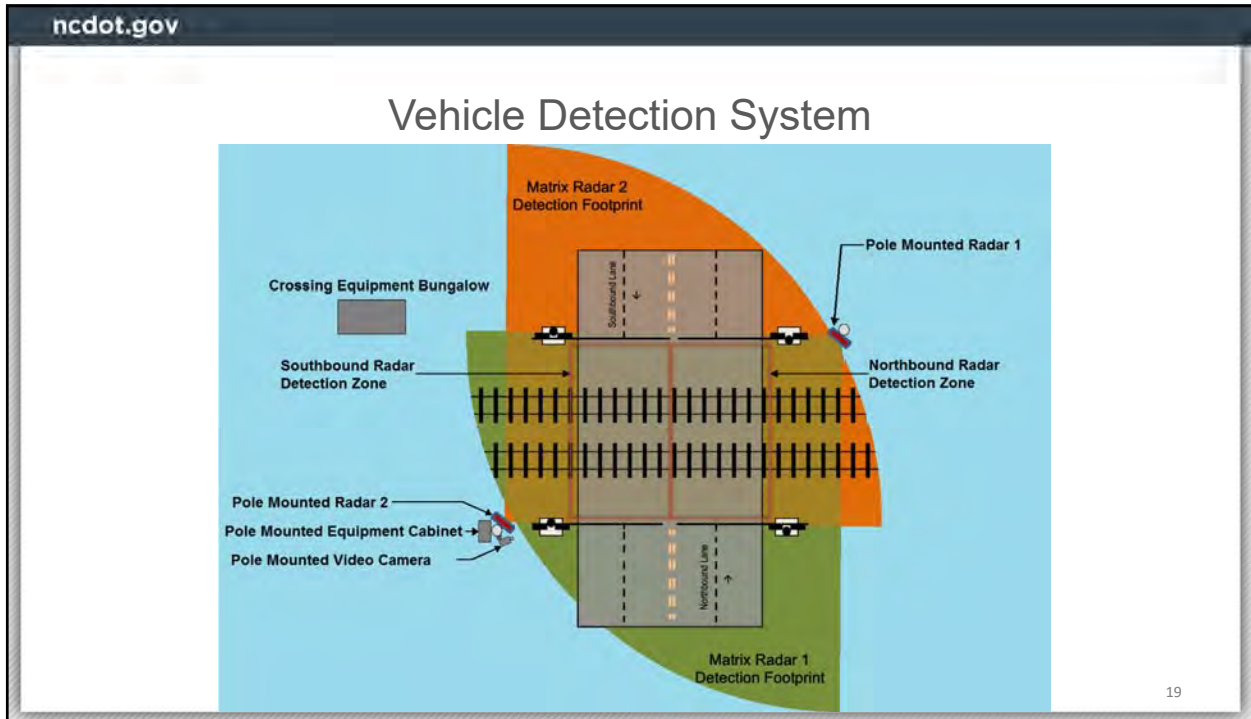 ncdot.gov
Vehicle Detection System
Matrix Radar 2
Detection Footprint
Pole Mounted Radar 1
Crossing Equipment Bungalow
Southbound Lane
Southbound Radar
Detection Zone
Northbound Radar
Detection Zone
Pole Mounted Radar 2
Pole Mounted Equipment Cabinet
Pole Mounted Video Camera
Northbound Lane
Matrix Radar 1
Detection Footprint
19